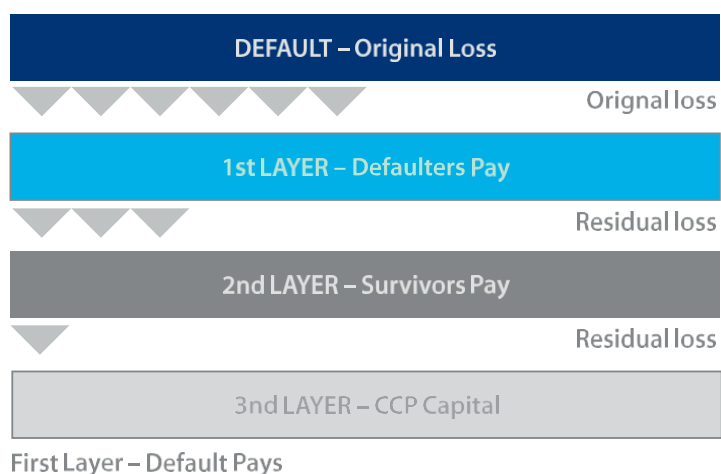 DEFAULT – Original Loss
Orignal loss
1st LAYER – Defaulters Pay
Residual loss
2nd LAYER – Survivors Pay
Residual loss
3nd LAYER – CCP Capital
First Layer – Default Pays